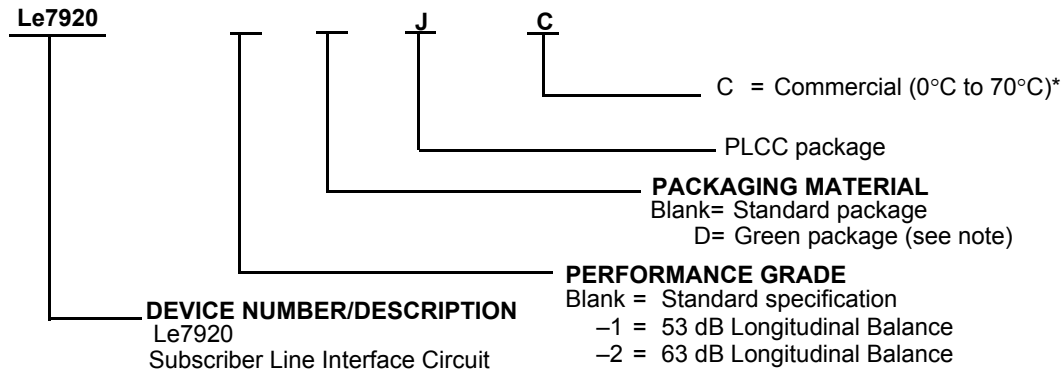 Le7920 J C
C = Commercial (0°C to 70°C)*
PLCC package
PACKAGING MATERIAL
Blank= Standard package
D= Green package (see note)
PERFORMANCE GRADE
Blank = Standard specification
–1 = 53 dB Longitudinal Balance
–2 = 63 dB Longitudinal Balance
DEVICE NUMBER/DESCRIPTION
Le7920
Subscriber Line Interface Circuit